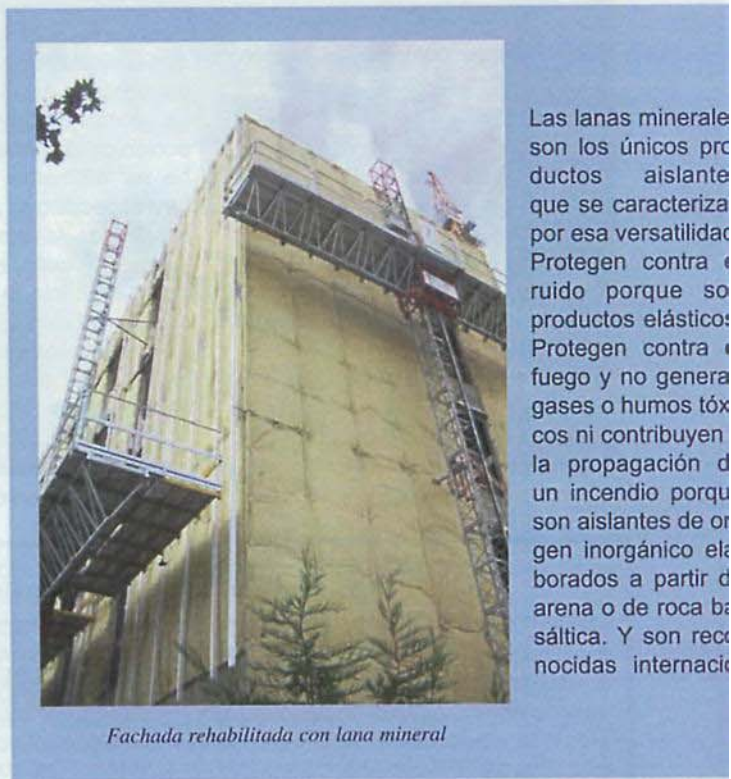 Las lanas minerale
son los únicos pro
ductos aislante
que se caracteriza
por esa versatilidad
Protegen contra e
ruido porque so
productos elásticos
Protegen contra e
fuego y no genera
gases o humos tóxi
cos ni contribuyen
la propagación d
un incendio porqu
son aislantes de ori
gen inorgánico ela
borados a partir d
arena o de roca ba
sáltica. Y son reco
nocidas internacio
Fachada rehabilitada con lana mineral